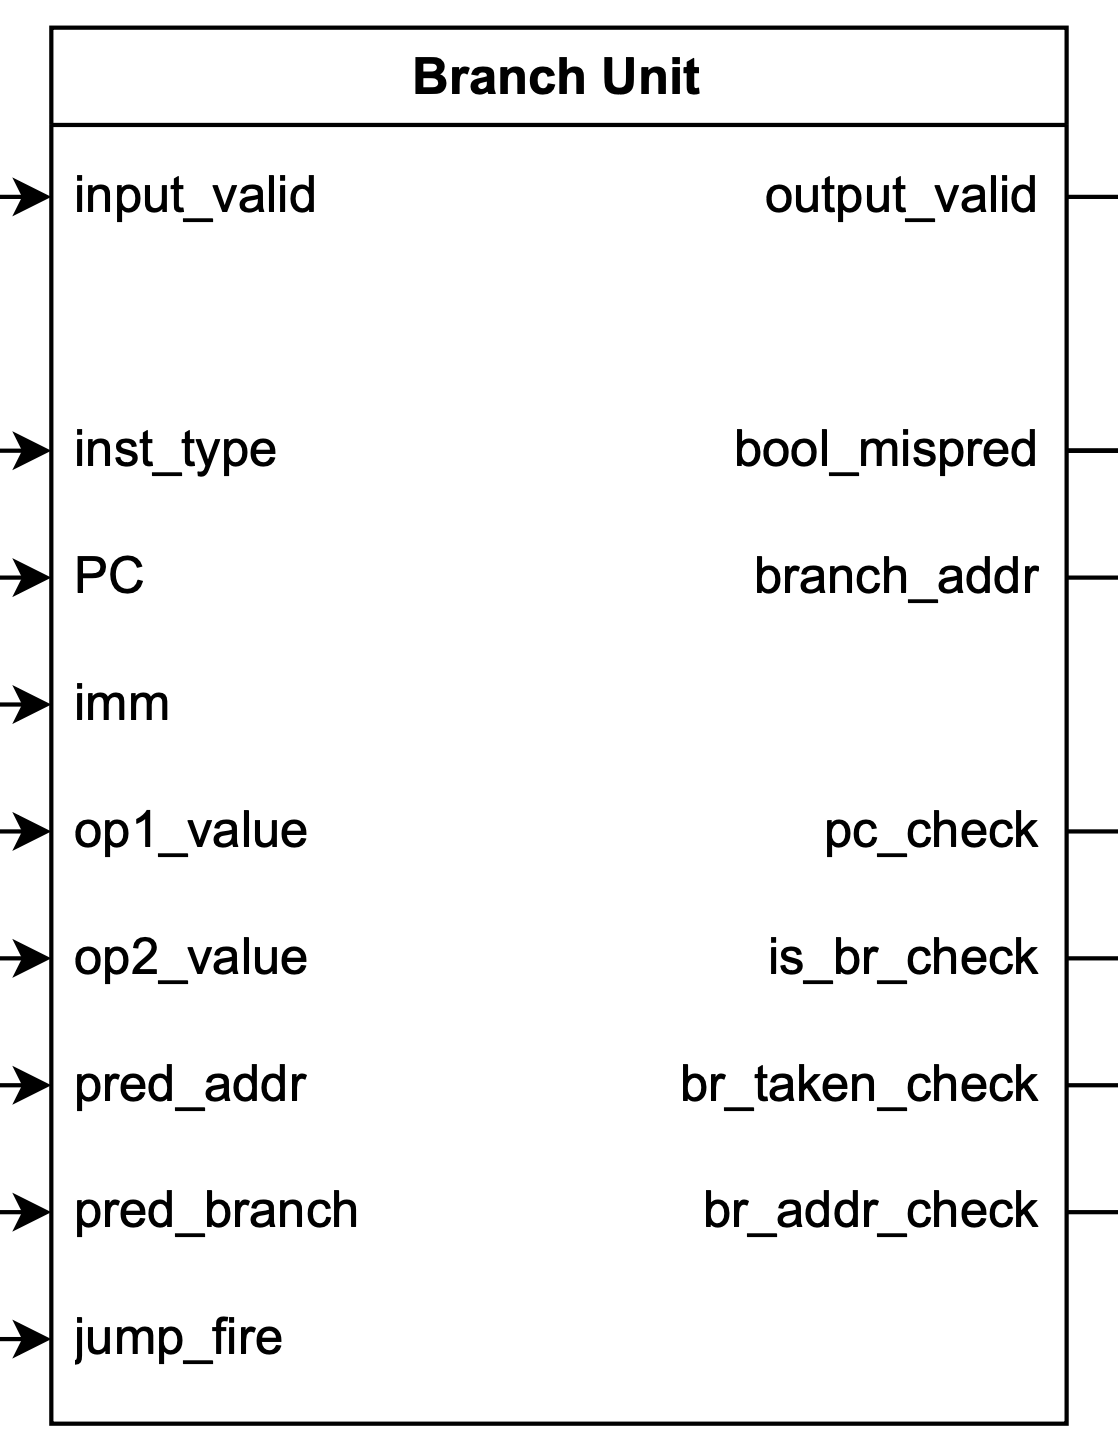 Branch Unit
input_valid
output_valid
inst_type
bool_mispred
PC
branch_addr
imm
op1_value
pc_check
op2_value
is_br_check
pred_addr
br_taken_check
pred_branch
br_addr_check
jump_fire